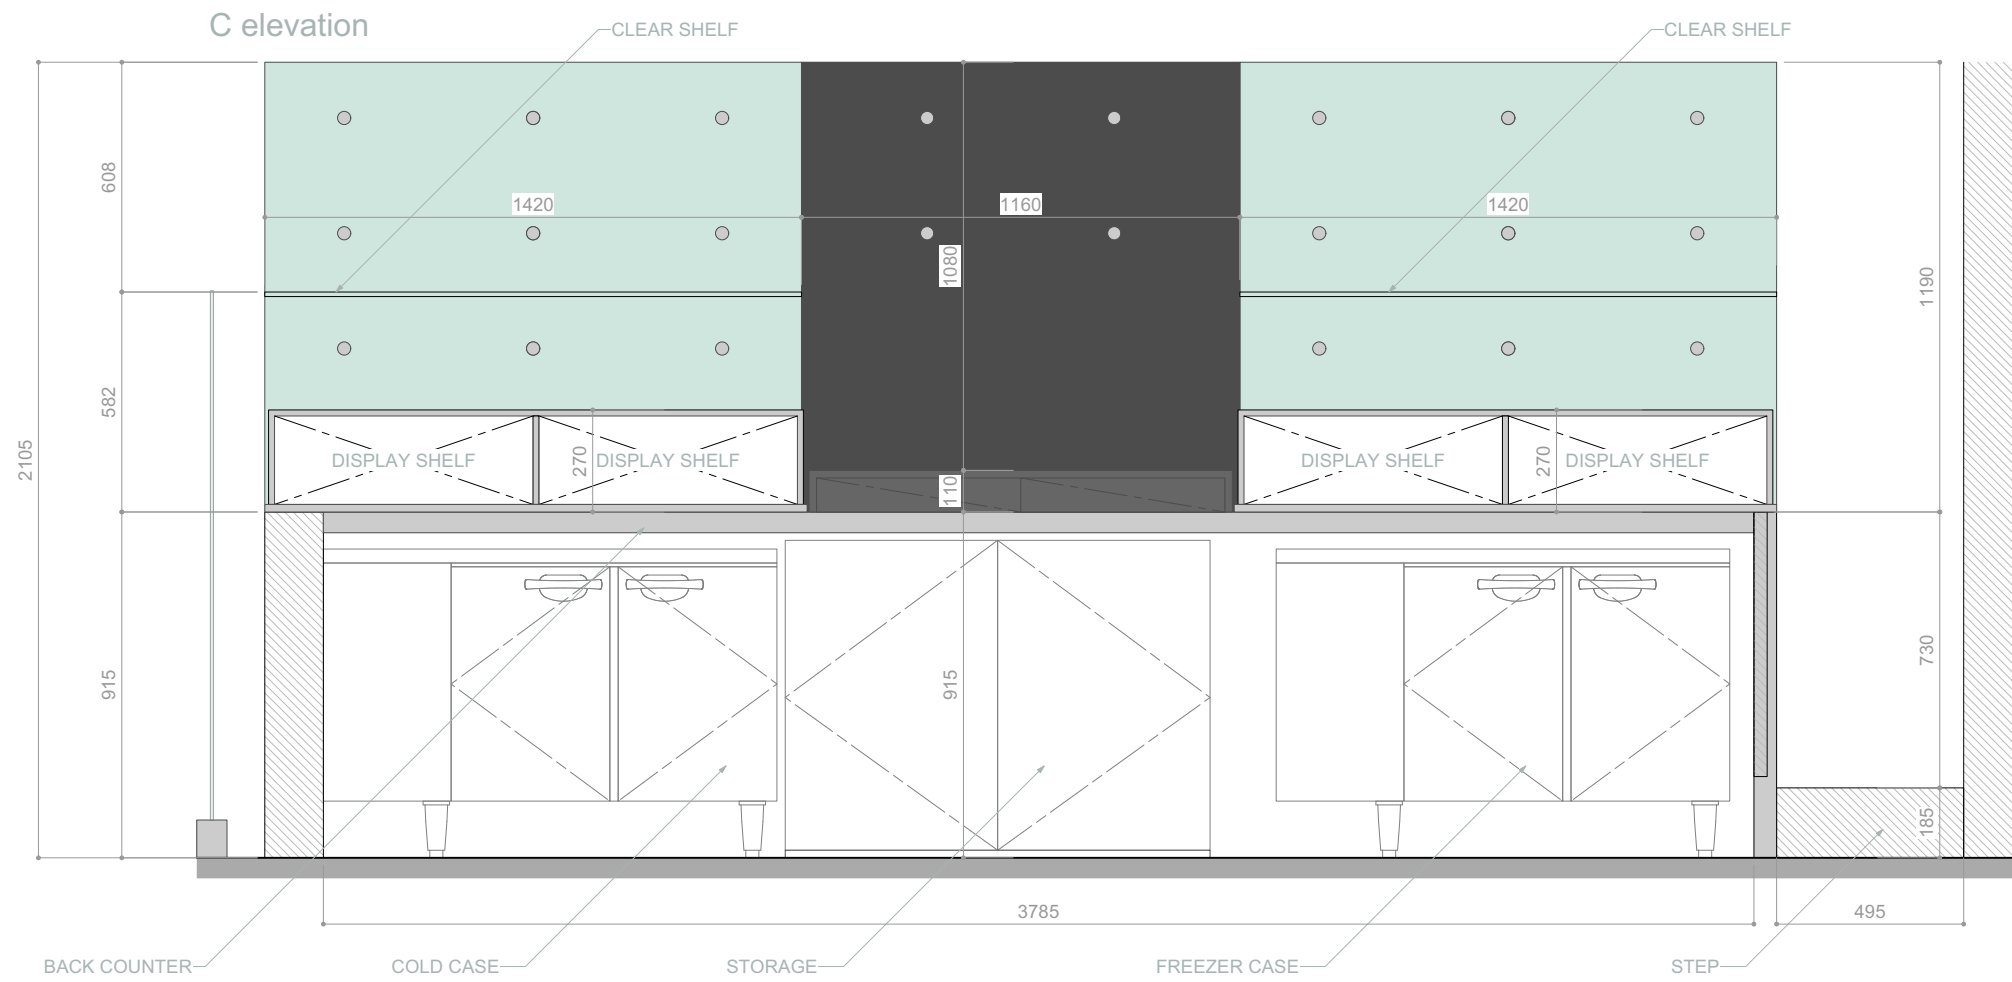 C elevation
CLEAR SHELF
CLEAR SHELF
608
1420
1160
1420
1080
1190
582
2105
DISPLAY SHELF
270
DISPLAY SHELF
110
DISPLAY SHELF
270
DISPLAY SHELF
915
915
730
185
3785
495
BACK COUNTER
COLD CASE
STORAGE
FREEZER CASE
STEP